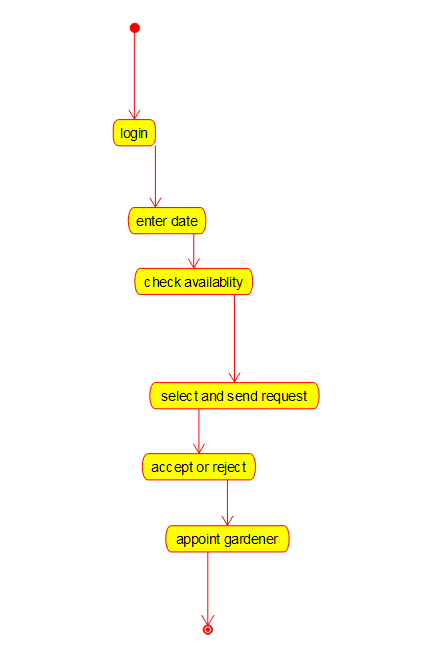 login
enter date
check availablity
select and send request
accept or reject
appoint gardener